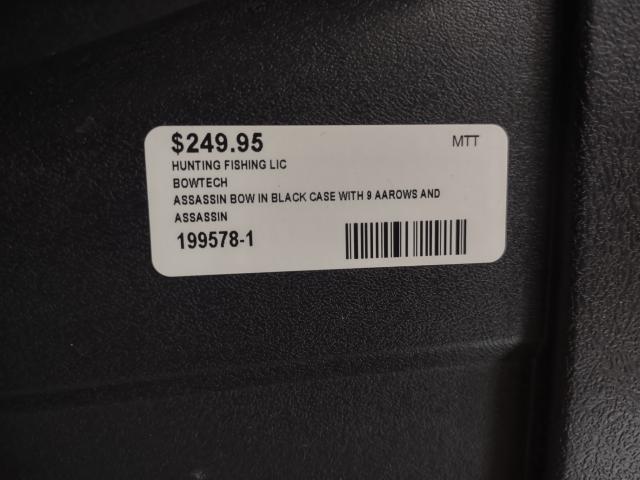 $249.95 MTT
HUNTING FISHING LIC
BOWTECH
ASSASSIN BOW IN BLACK CASE WITH 9 AAROWS AND
ASSASSIN
199578-1